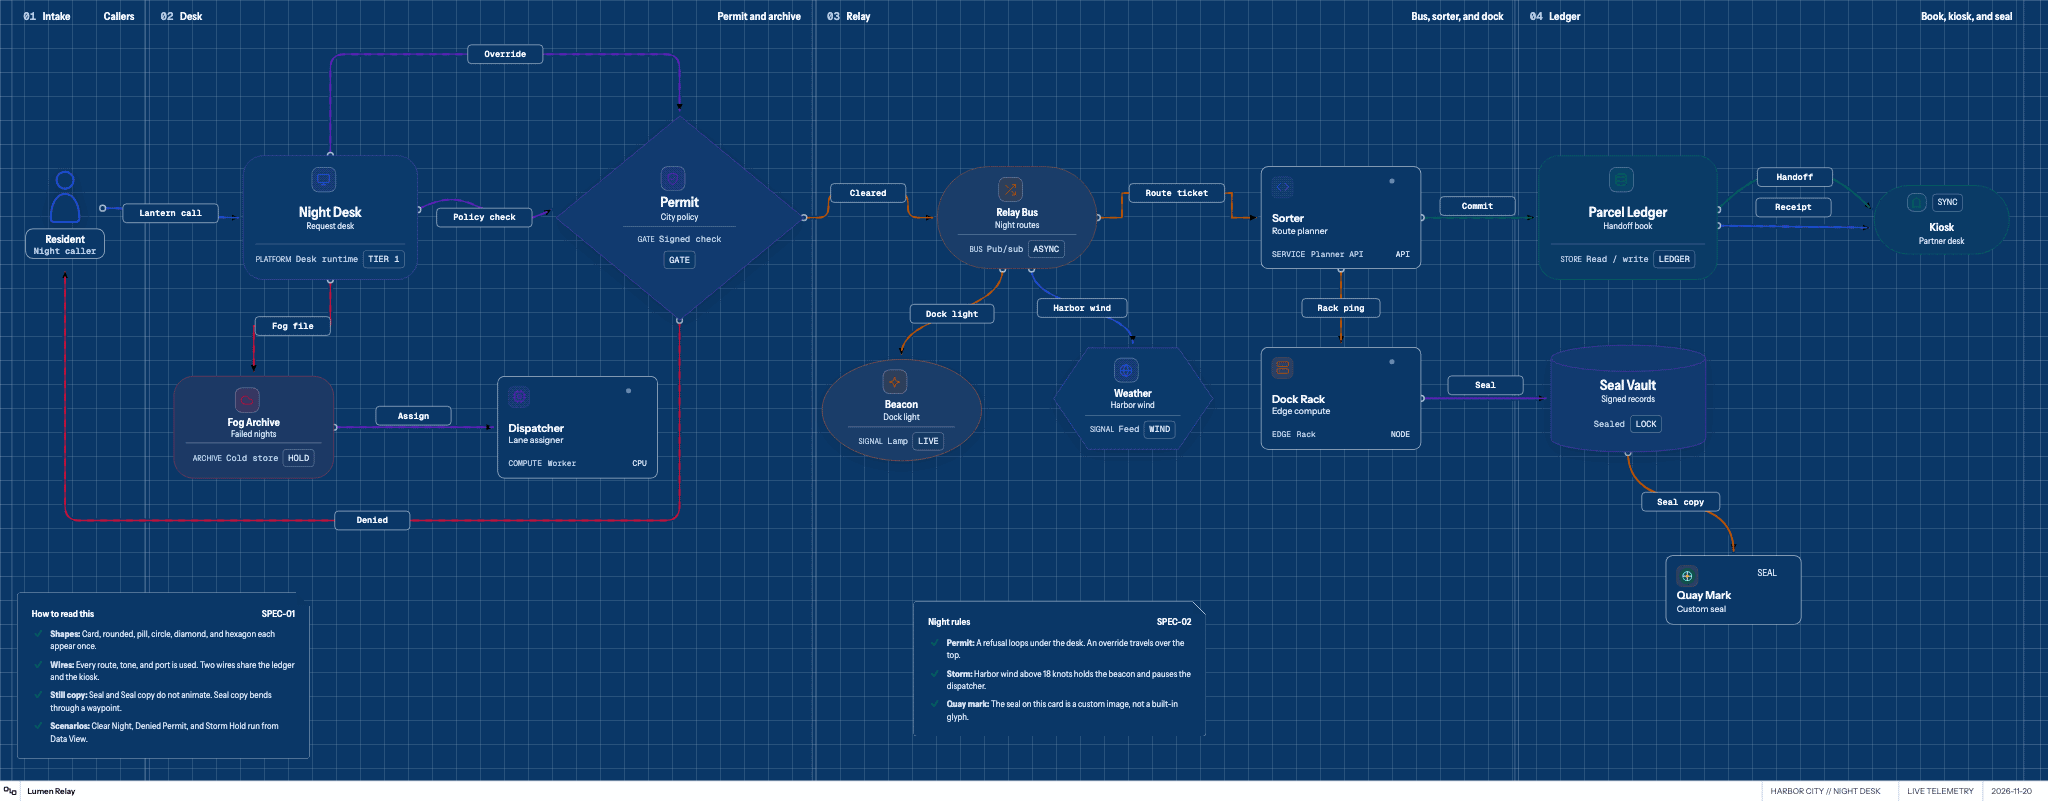 01 Intake
Callers
02 Desk
Permit and archive
03 Relay
Bus, sorter, and dock
04 Ledger
Book, kiosk, and seal
Override
Resident
Night caller
Lantern call
Night Desk
Request desk
PLATFORM Desk runtime
TIER 1
Policy check
Permit
City policy
GATE Signed check
GATE
Cleared
Relay Bus
Night routes
BUS Pub/sub
ASYNC
Route ticket
Sorter
Route planner
SERVICE Planner API
API
Commit
Parcel Ledger
Handoff book
STORE Read / write
LEDGER
Handoff
Receipt
SYNC
Kiosk
Partner desk
Fog file
Dock light
Harbor wind
Rack ping
Fog Archive
Failed nights
ARCHIVE Cold store
HOLD
Assign
Dispatcher
Lane assigner
COMPUTE Worker
CPU
Beacon
Dock light
SIGNAL Lamp
LIVE
Weather
Harbor wind
SIGNAL Feed
WIND
Dock Rack
Edge compute
EDGE Rack
NODE
Seal
Seal Vault
Signed records
Sealed
LOCK
Denied
Seal copy
SEAL
Quay Mark
Custom seal
How to read this
SPEC-01
Shapes: Card, rounded, pill, circle, diamond, and hexagon each
appear once.
Wires: Every route, tone, and port is used. Two wires share the ledger
and the kiosk.
Still copy: Seal and Seal copy do not animate. Seal copy bends
through a waypoint.
Scenarios: Clear Night, Denied Permit, and Storm Hold run from
Data View.
Night rules
SPEC-02
Permit: A refusal loops under the desk. An override travels over the
top.
Storm: Harbor wind above 18 knots holds the beacon and pauses the
dispatcher.
Quay mark: The seal on this card is a custom image, not a built-in
glyph.
Lumen Relay
HARBOR CITY // NIGHT DESK
LIVE TELEMETRY
2026-11-20